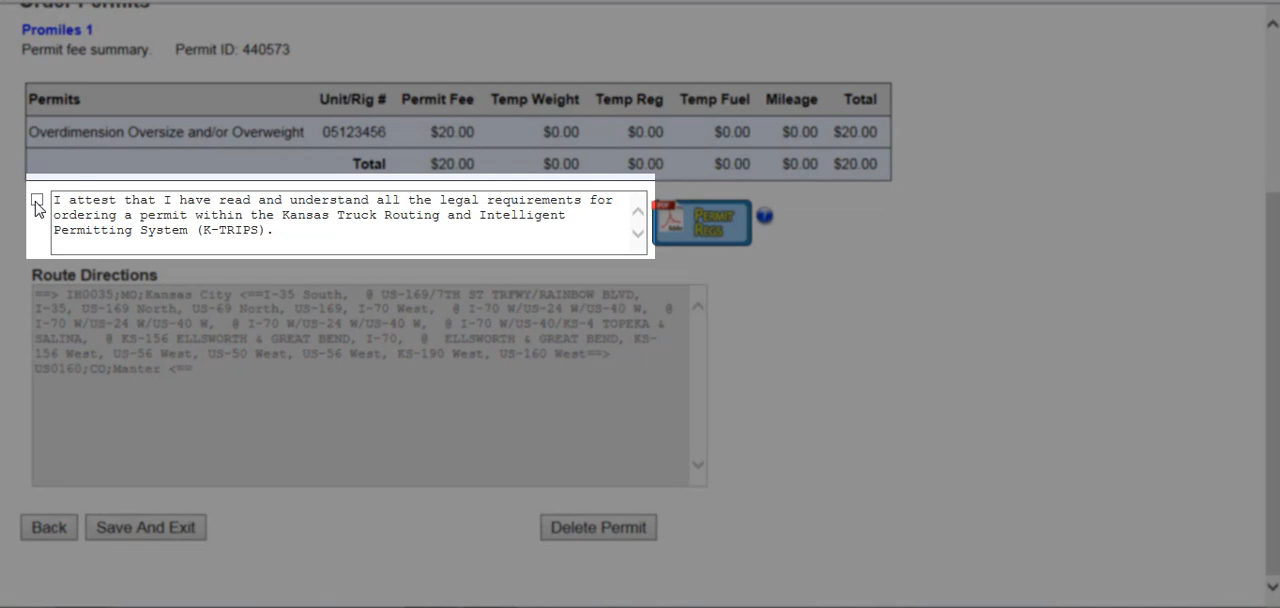 Order Permits
Promiles 1
Permit fee summary. Permit ID: 440573
Permits Unit/Rig # Permit Fee Temp Weight Temp Reg Temp Fuel Mileage Total
Overdimension Oversize and/or Overweight 05123456 $20.00 $0.00 $0.00 $0.00 $0.00 $20.00
Total $20.00 $0.00 $0.00 $0.00 $0.00 $20.00
I attest that I have read and understand all the legal requirements for
ordering a permit within the Kansas Truck Routing and Intelligent
Permitting System (K-TRIPS).
PDF
Adobe
PERMIT
REGS
?
Route Directions
==> IH0035;MO;Kansas City <==I-35 South, @ US-169/7TH ST TRFWY/RAINBOW BLVD,
I-35, US-169 North, US-69 North, US-169, I-70 West, @ I-70 W/US-24 W/US-40 W, @
I-70 W/US-24 W/US-40 W, @ I-70 W/US-24 W/US-40 W, @ I-70 W/US-40/KS-4 TOPEKA &
SALINA, @ KS-156 ELLSWORTH & GREAT BEND, I-70, @ ELLSWORTH & GREAT BEND, KS-
156 West, US-56 West, US-50 West, US-56 West, KS-190 West, US-160 West==>
US0160;CO;Manter <==
Back Save And Exit Delete Permit